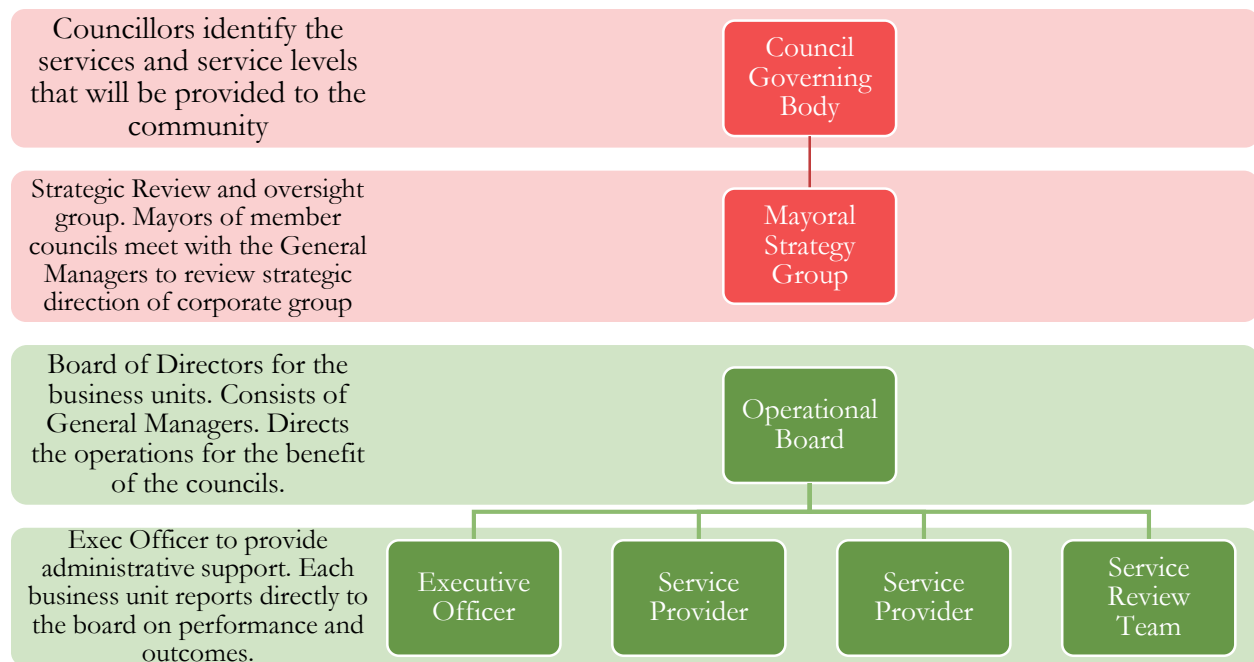 Councillors identify the
services and service levels
that will be provided to the
community
Council
Governing
Body
Strategic Review and oversight
group. Mayors of member
councils meet with the General
Managers to review strategic
direction of corporate group
Mayoral
Strategy
Group
Board of Directors for the
business units. Consists of
General Managers. Directs
the operations for the benefit
of the councils.
Operational
Board
Exec Officer to provide
administrative support. Each
business unit reports directly to
the board on performance and
outcomes.
Executive
Officer
Service
Provider
Service
Provider
Service
Review
Team